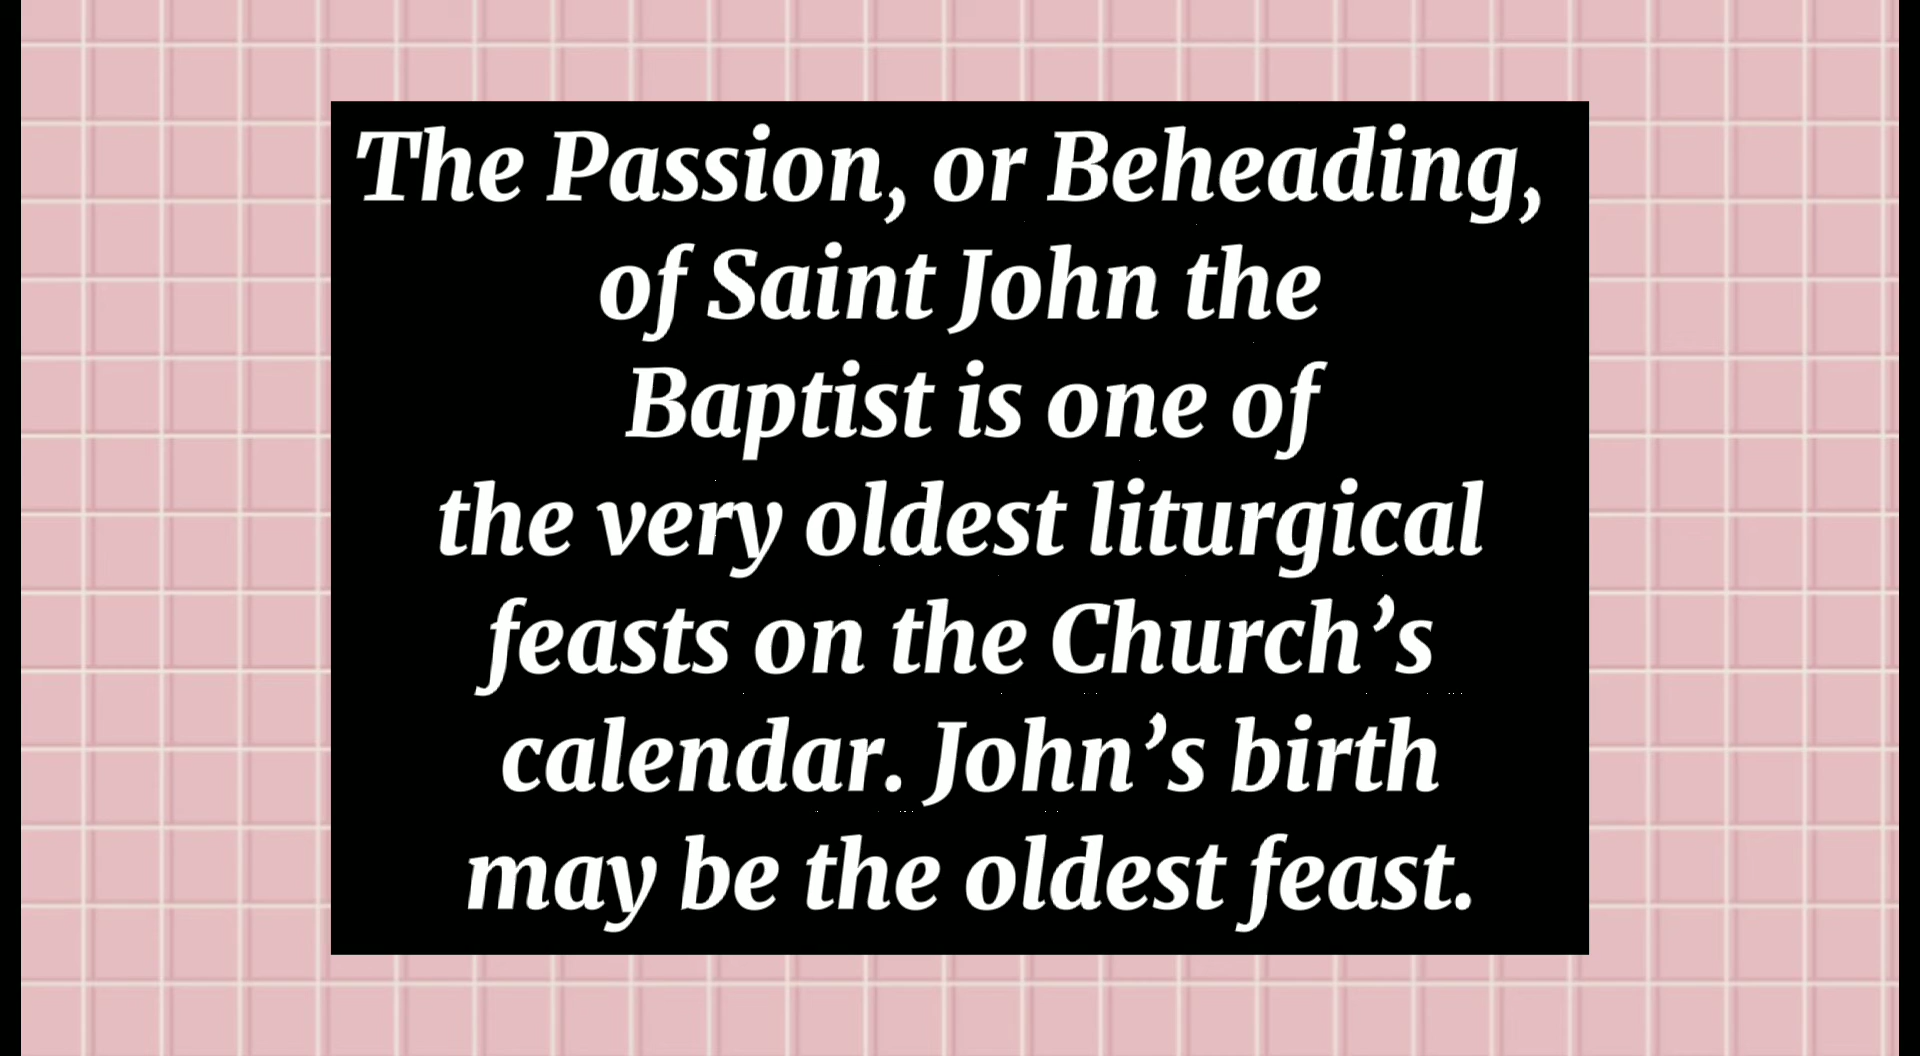 The Passion, or Beheading,
of Saint John the
Baptist is one of
the very oldest liturgical
feasts on the Church’s
calendar. John’s birth
may be the oldest feast.